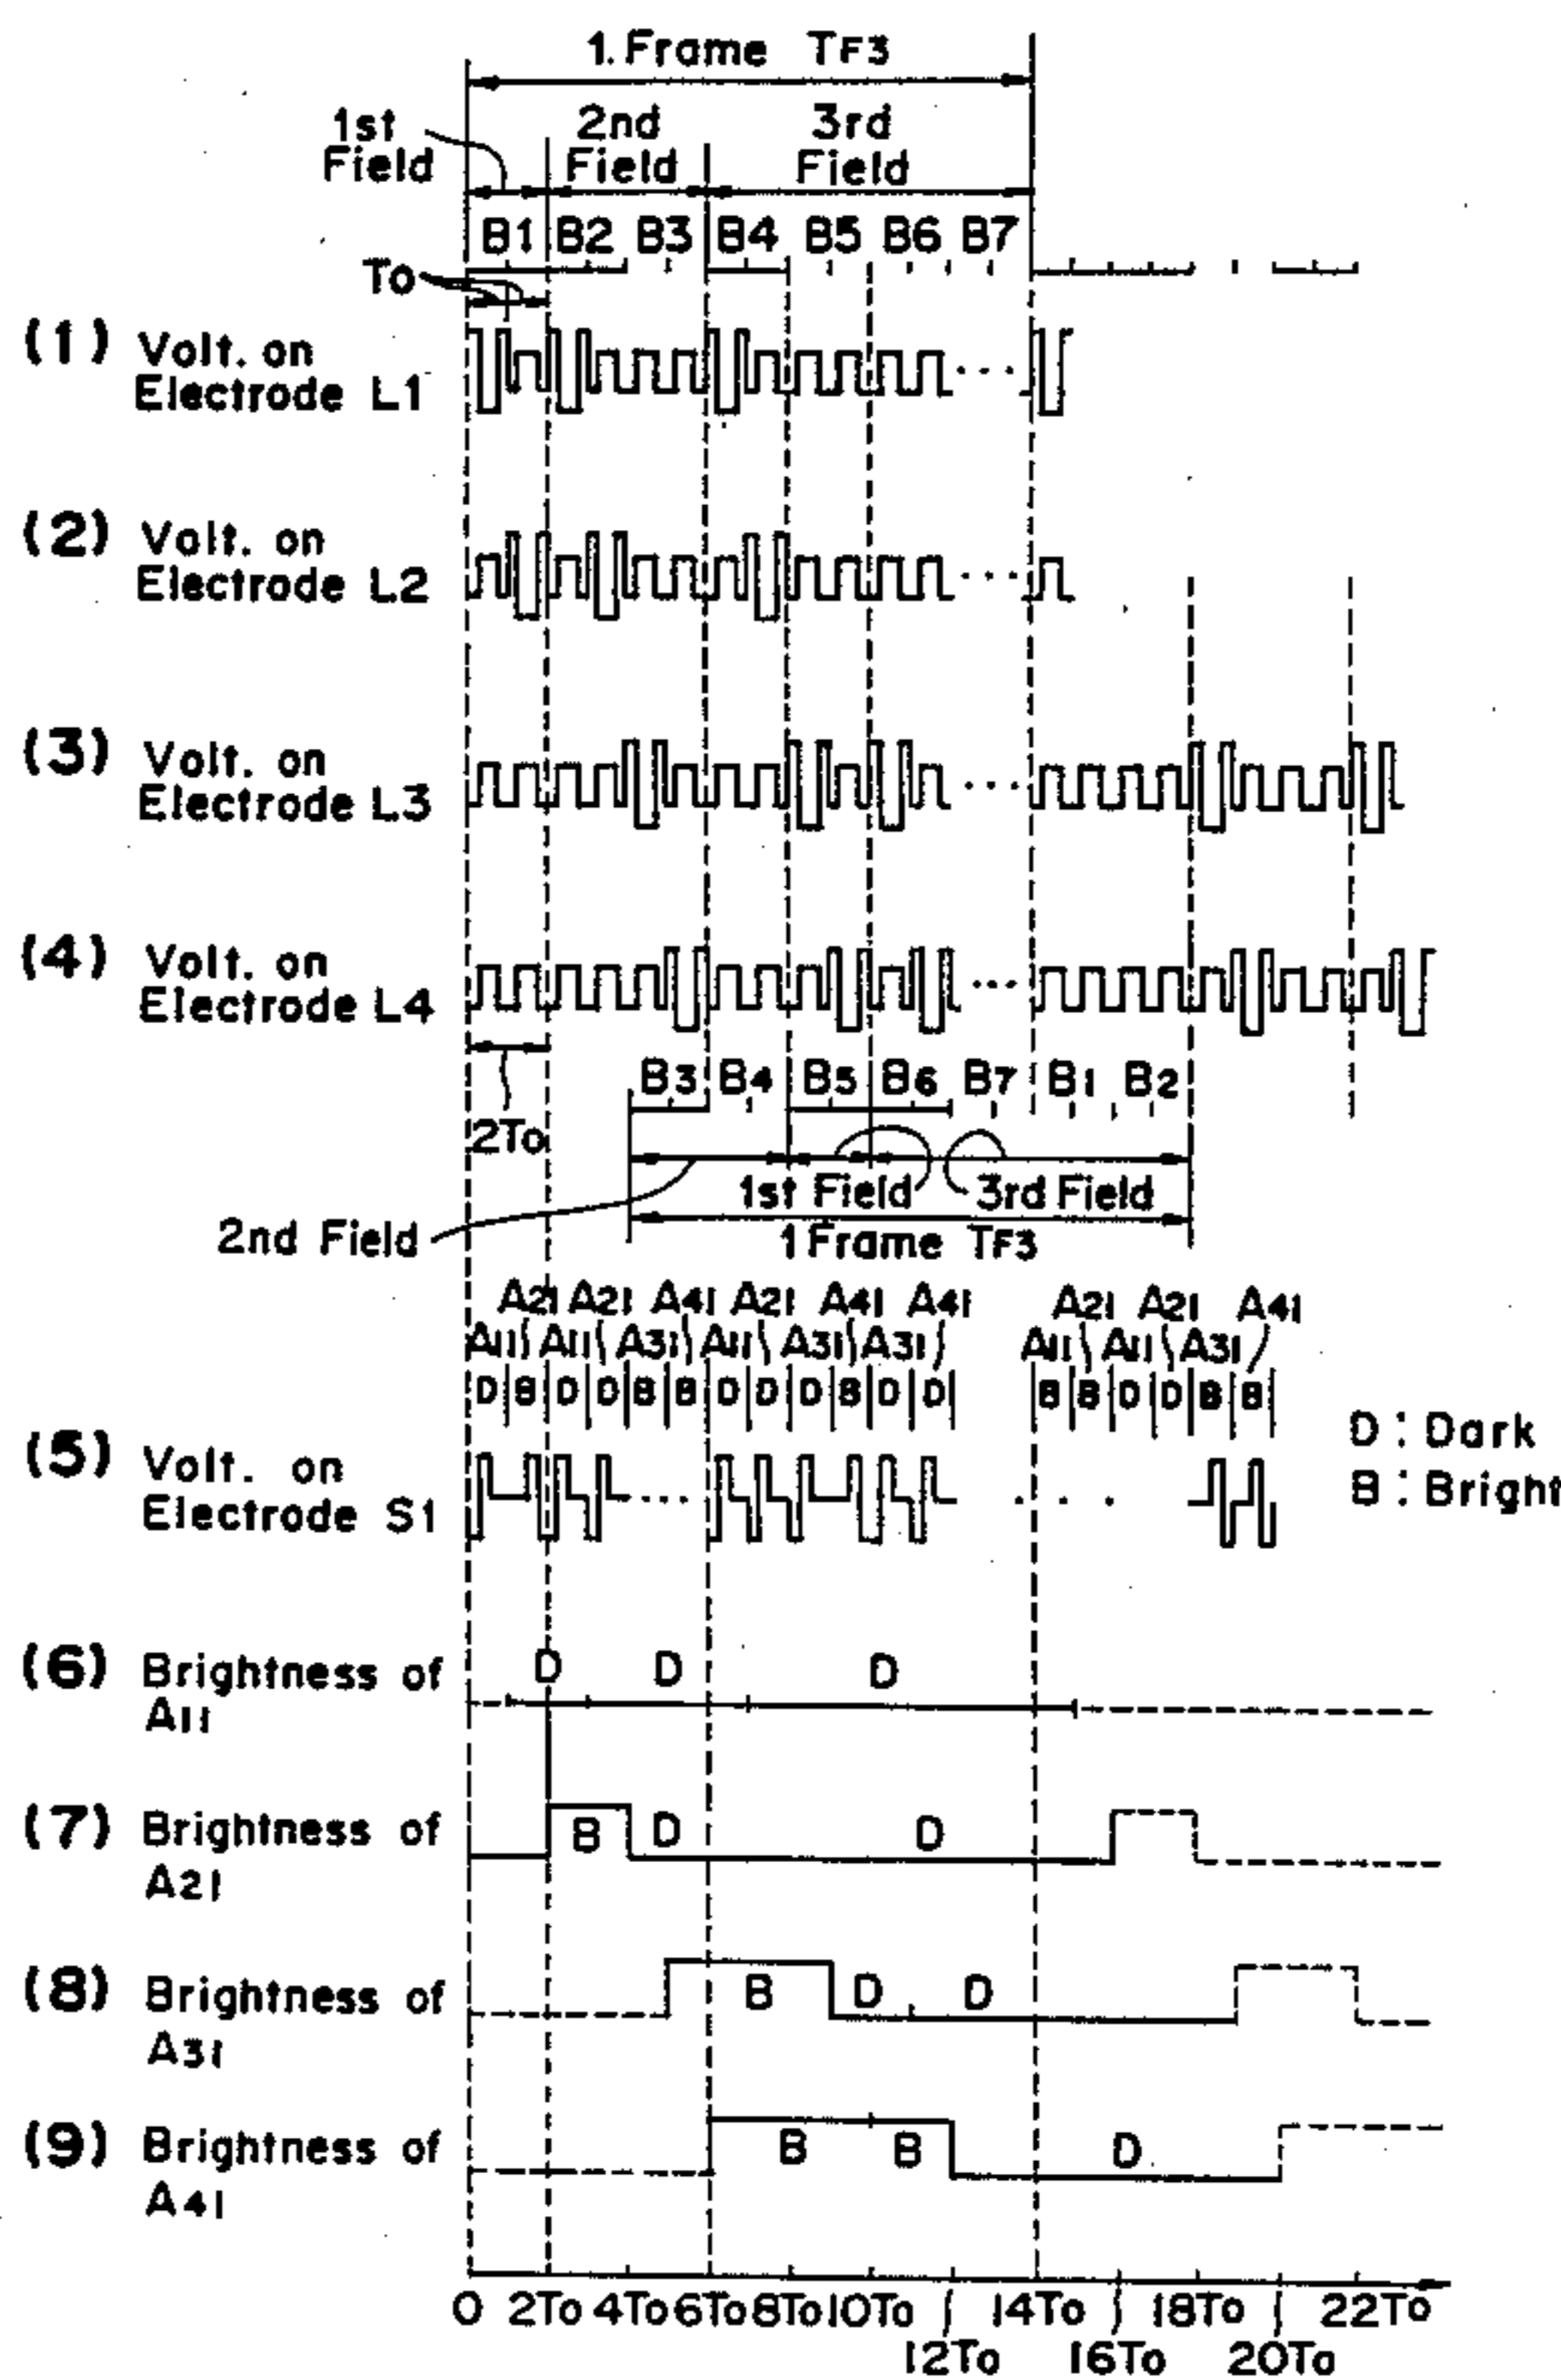 1. Frame TF3
1st Field
2nd Field
3rd Field
B1 B2 B3 B4 B5 B6 B7
To
(1) Volt. on Electrode L1
(2) Volt. on Electrode L2
(3) Volt. on Electrode L3
(4) Volt. on Electrode L4
B3 B4 B5 B6 B7 B1 B2
2To
1st Field 3rd Field
2nd Field
1 Frame TF3
A21 A21 A41 A21 A41 A41 A21 A21 A41
A11 A11 A31 A11 A31 A31 A11 A11 A31
D B D D B B D D D B D D B B D D B B
D : Dark
B : Bright
(5) Volt. on Electrode S1
D D D
(6) Brightness of A11
B D D
(7) Brightness of A21
B D D
(8) Brightness of A31
B B D
(9) Brightness of A41
0 2To 4To 6To 8To 10To 14To 18To 22To
12To 16To 20To